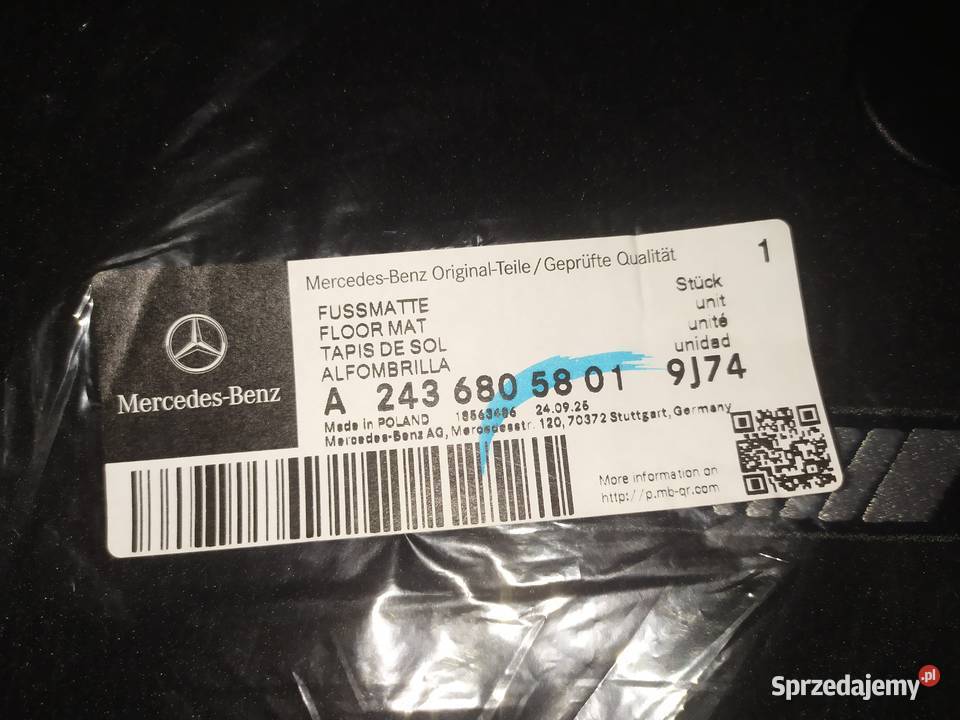 Mercedes-Benz Original-Teile/Geprüfte Qualität 1
FUSSMATTE Stück
FLOOR MAT unit
TAPIS DE SOL unité
ALFOMBRILLA unidad
A 243 680 58 01 9J74
Made in POLAND 18563486 24.09.25
Mercedes-Benz AG, Mercedesstr. 120, 70372 Stuttgart, Germany
Mercedes-Benz
More information on
http://p.mb-qr.com
Sprzedajemy.pl